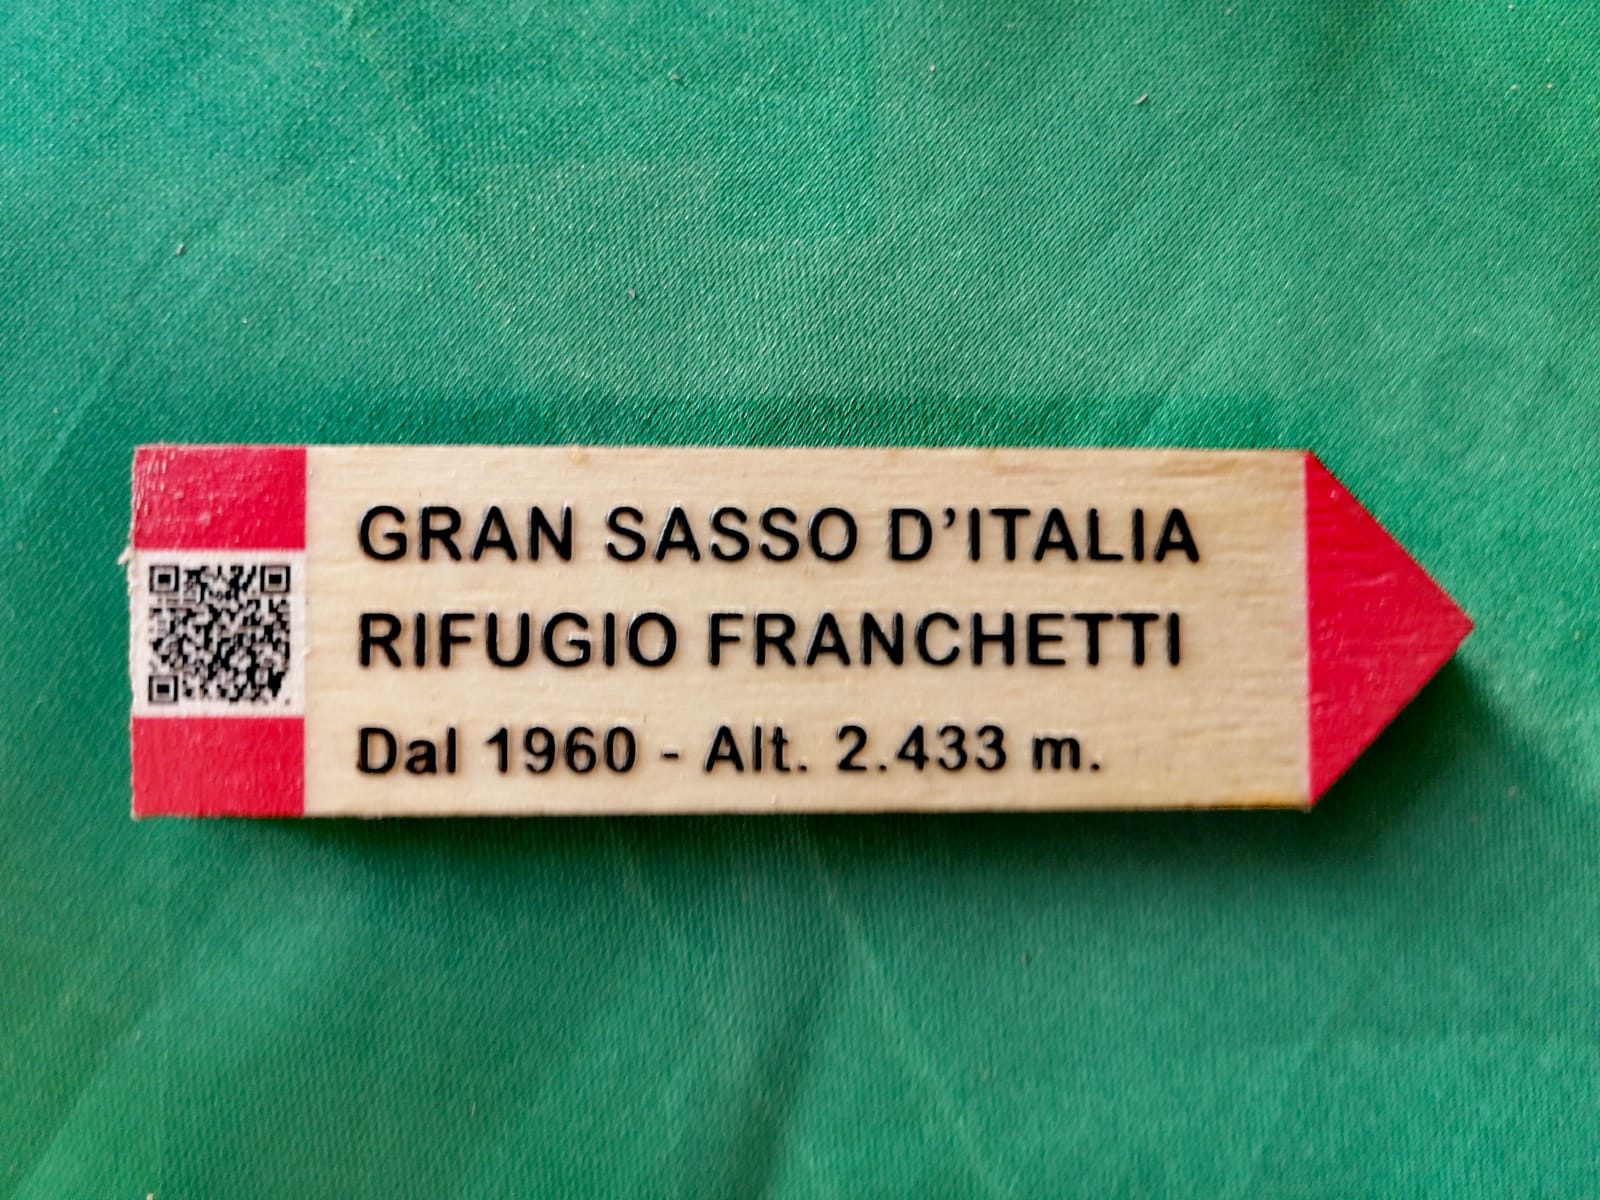 GRAN SASSO D’ITALIA
RIFUGIO FRANCHETTI
Dal 1960 - Alt. 2.433 m.